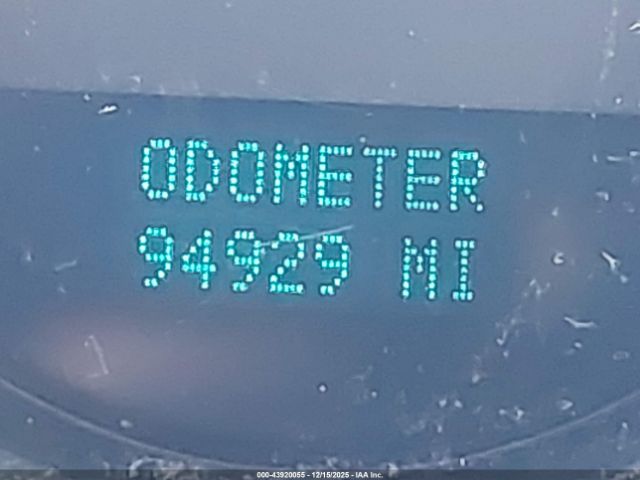 ODOMETER
94929 MI
000-43920055 - 12/15/2025 - IAA Inc.